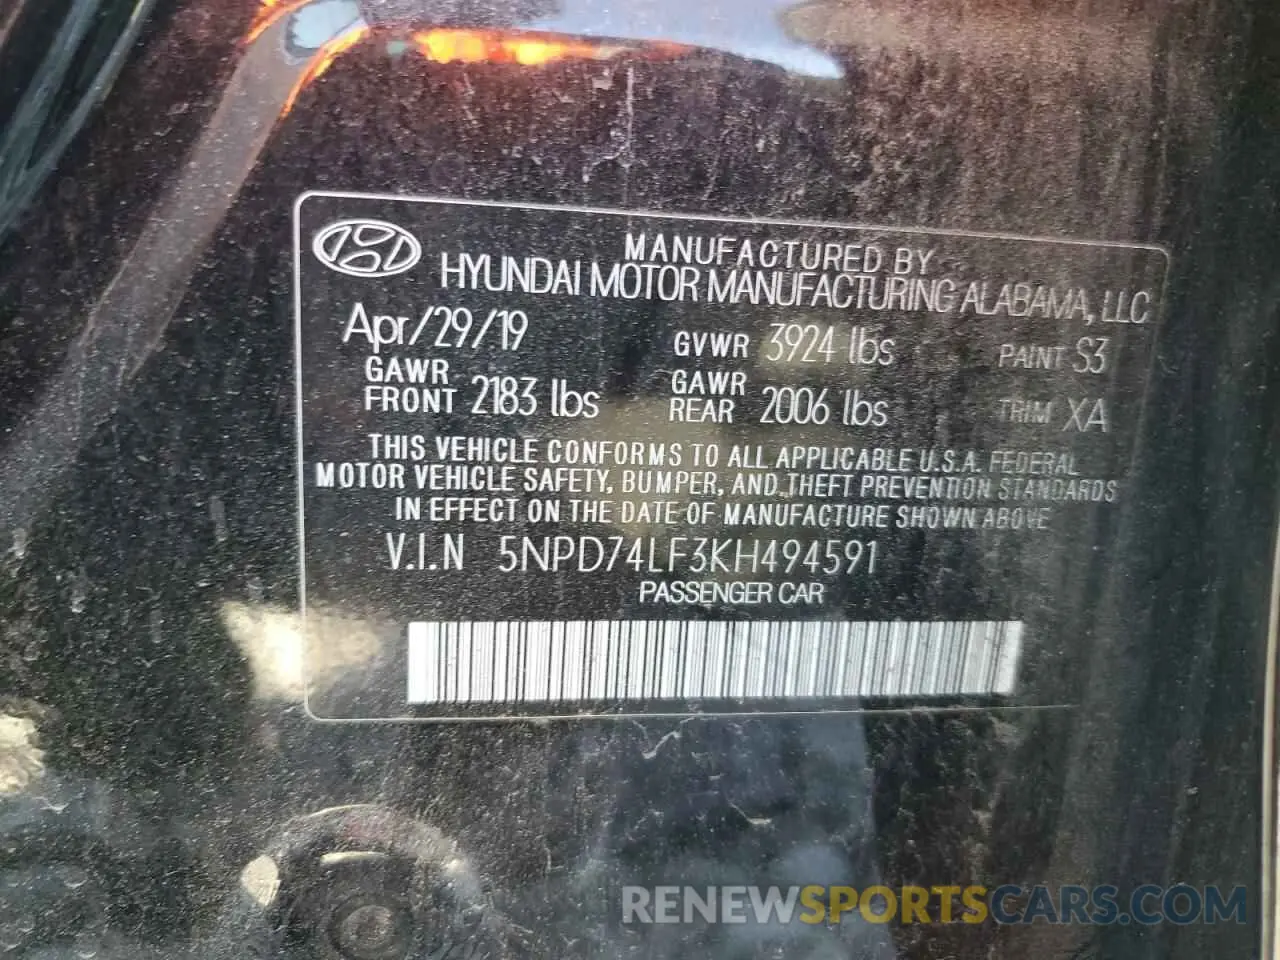 MANUFACTURED BY
HYUNDAI MOTOR MANUFACTURING ALABAMA, LLC
Apr/29/19 GVWR 3924 lbs PAINT S3
GAWR FRONT 2183 lbs GAWR REAR 2006 lbs TRIM XA
THIS VEHICLE CONFORMS TO ALL APPLICABLE U.S.A. FEDERAL
MOTOR VEHICLE SAFETY, BUMPER, AND THEFT PREVENTION STANDARDS
IN EFFECT ON THE DATE OF MANUFACTURE SHOWN ABOVE
V.I.N 5NPD74LF3KH494591
PASSENGER CAR
RENEWSPORTSCARS.COM